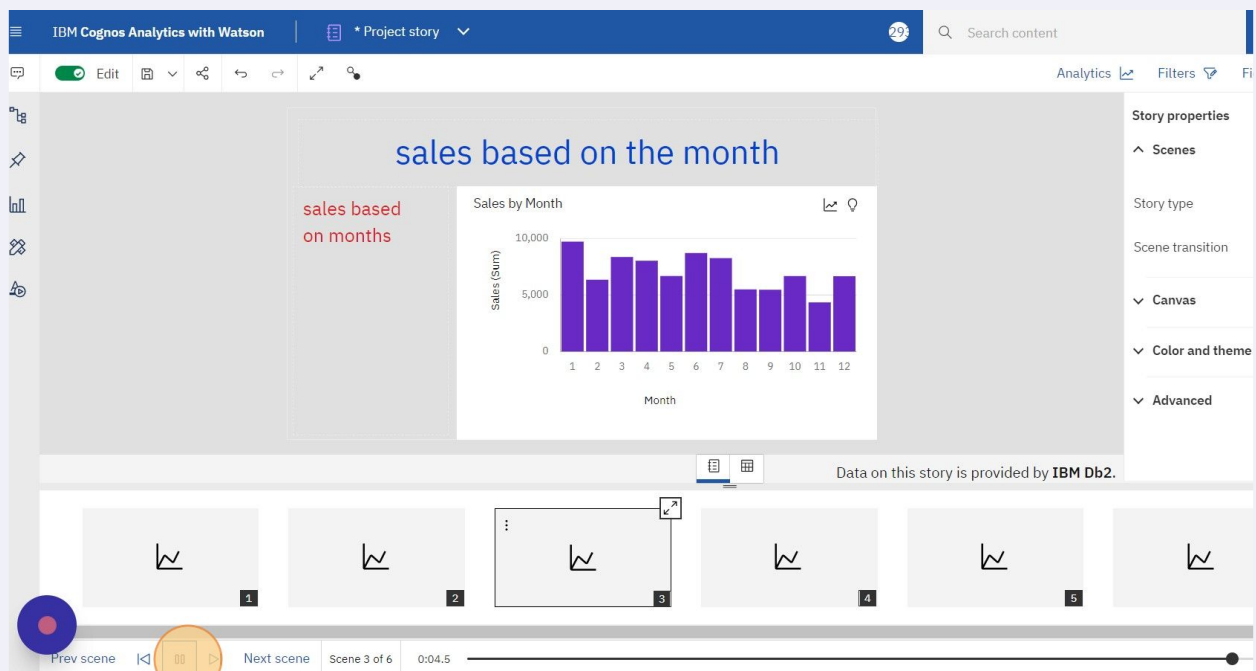 IBM Cognos Analytics with Watson
* Project story
293
Search content
Edit
Analytics
Filters
Fi
Story properties
Scenes
Story type
Scene transition
Canvas
Color and theme
Advanced
sales based on the month
sales based
on months
Sales by Month
10,000
5,000
0
Sales (Sum)
1 2 3 4 5 6 7 8 9 10 11 12
Month
Data on this story is provided by IBM Db2.
1
2
3
4
5
Prev scene
Next scene
Scene 3 of 6
0:04.5